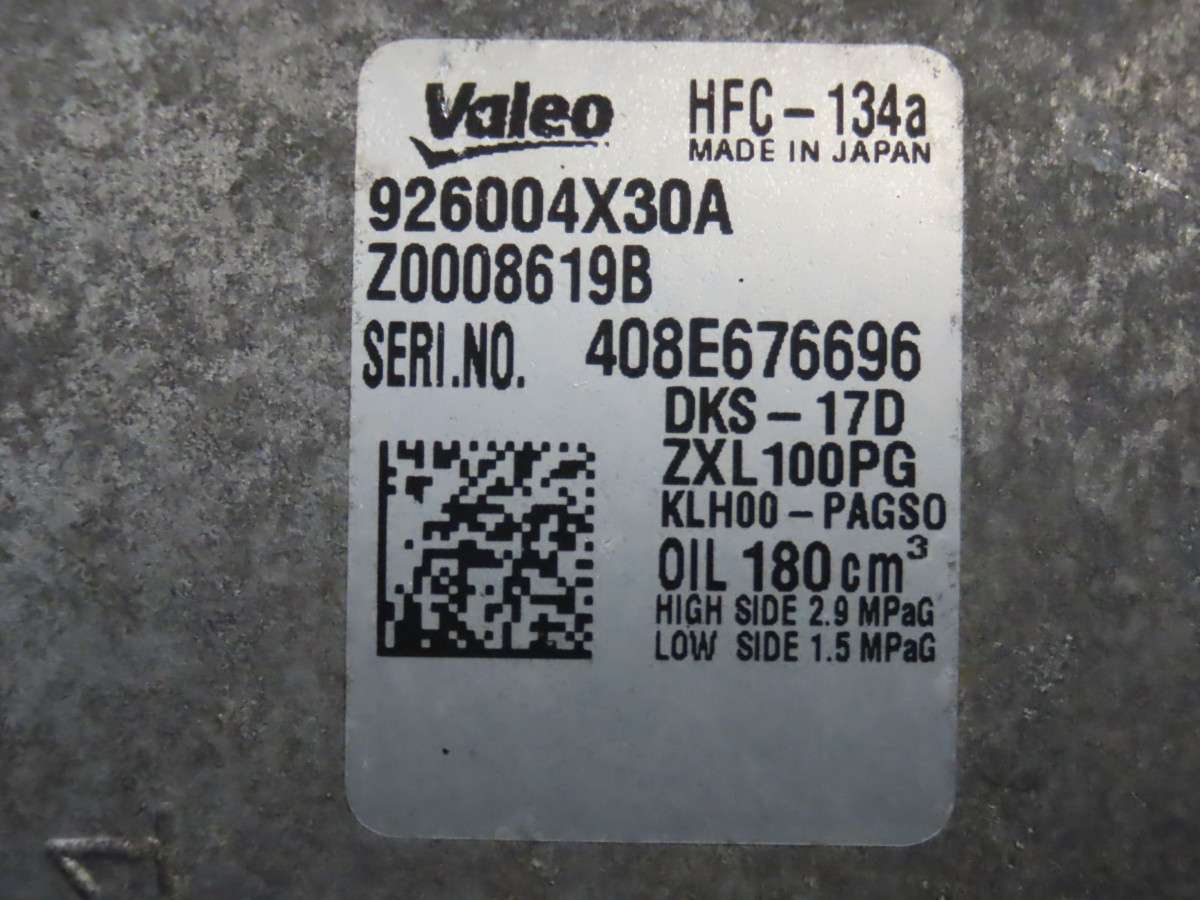 Valeo
HFC-134a
MADE IN JAPAN
926004X30A
Z0008619B
SERI.NO. 408E676696
DKS-17D
ZXL100PG
KLH00-PAGS0
OIL 180cm³
HIGH SIDE 2.9 MPaG
LOW SIDE 1.5 MPaG